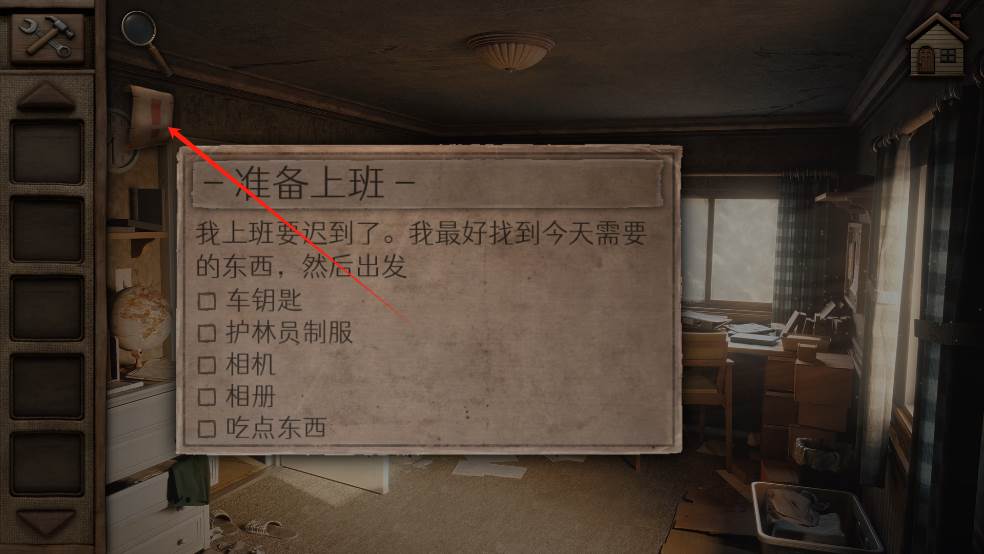 – 准备上班 –
我上班要迟到了。我最好找到今天需要
的东西，然后出发
□ 车钥匙
□ 护林员制服
□ 相机
□ 相册
□ 吃点东西